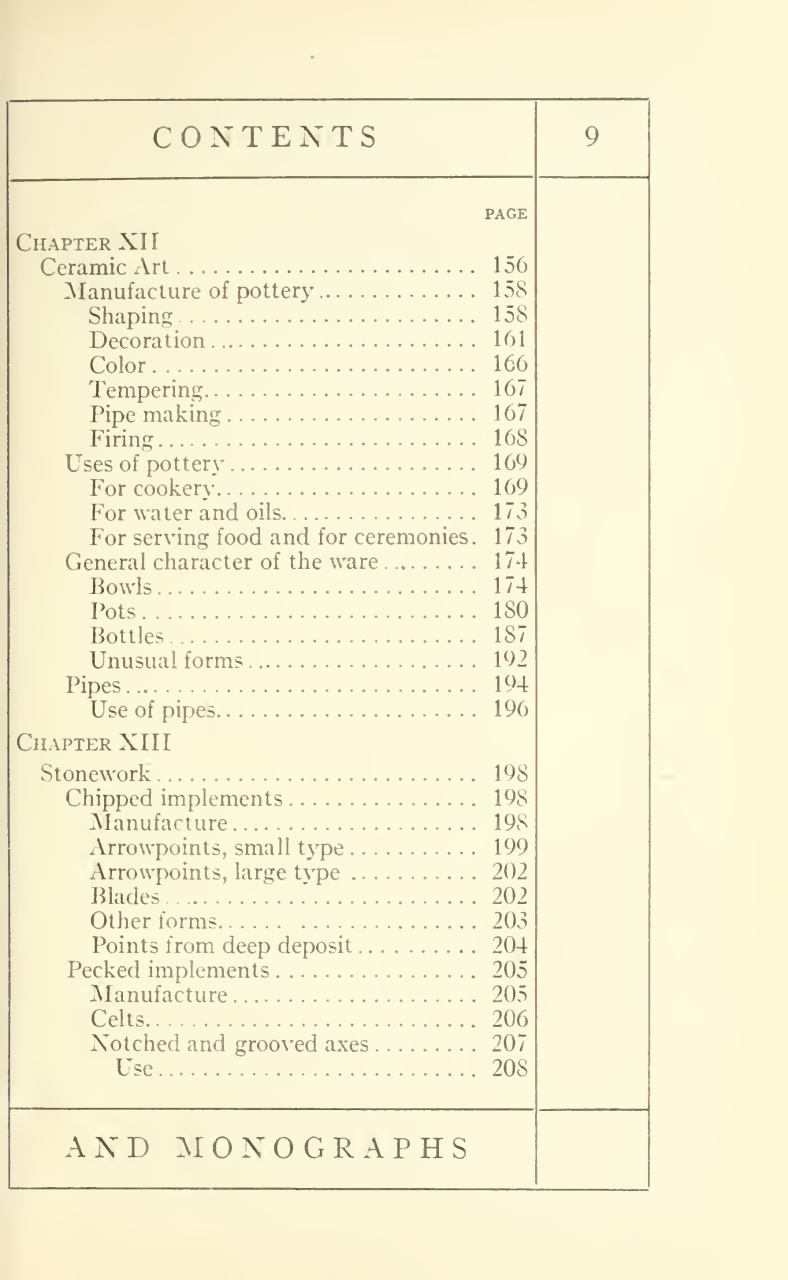 CONTENTS 9
PAGE
CHAPTER XII
Ceramic Art......................... 156
Manufacture of pottery.............. 158
Shaping......................... 158
Decoration...................... 161
Color........................... 166
Tempering....................... 167
Pipe making..................... 167
Firing.......................... 168
Uses of pottery..................... 169
For cookery..................... 169
For water and oils................ 173
For serving food and for ceremonies. 173
General character of the ware......... 174
Bowls........................... 174
Pots............................ 180
Bottles......................... 187
Unusual forms................... 192
Pipes.............................. 194
Use of pipes..................... 196
CHAPTER XIII
Stonework.......................... 198
Chipped implements................ 198
Manufacture..................... 198
Arrowpoints, small type........... 199
Arrowpoints, large type ........... 202
Blades.......................... 202
Other forms...... ............... 203
Points from deep deposit.......... 204
Pecked implements................. 205
Manufacture..................... 205
Celts........................... 206
Notched and grooved axes......... 207
Use.......................... 208
AND MONOGRAPHS